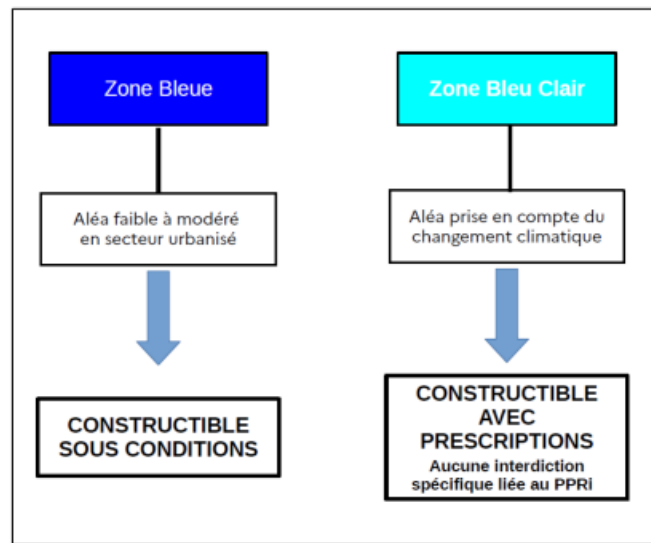 Zone Bleue
Zone Bleu Clair
Aléa faible à modéré
en secteur urbanisé
Aléa prise en compte du
changement climatique
CONSTRUCTIBLE
SOUS CONDITIONS
CONSTRUCTIBLE
AVEC
PRESCRIPTIONS
Aucune interdiction
spécifique liée au PPRi